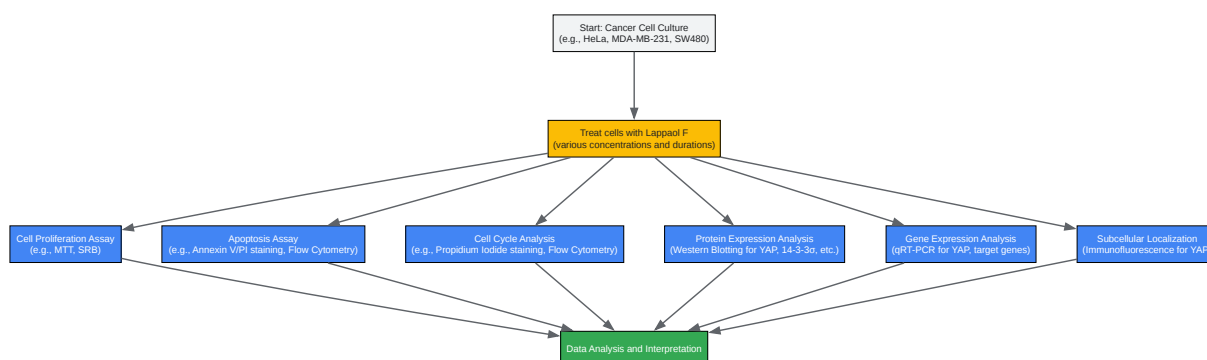 Start: Cancer Cell Culture
(e.g., HeLa, MDA-MB-231, SW480)
Treat cells with Lappaol F
(various concentrations and durations)
Cell Proliferation Assay
(e.g., MTT, SRB)
Apoptosis Assay
(e.g., Annexin V/PI staining, Flow Cytometry)
Cell Cycle Analysis
(e.g., Propidium Iodide staining, Flow Cytometry)
Protein Expression Analysis
(Western Blotting for YAP, 14-3-3σ, etc.)
Gene Expression Analysis
(qRT-PCR for YAP, target genes)
Subcellular Localization
(Immunofluorescence for YAP
Data Analysis and Interpretation